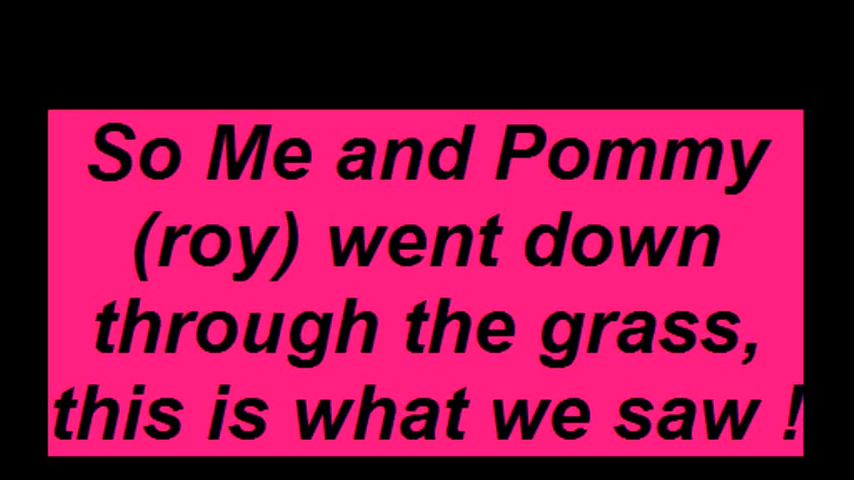 So Me and Pommy
(roy) went down
through the grass,
this is what we saw !